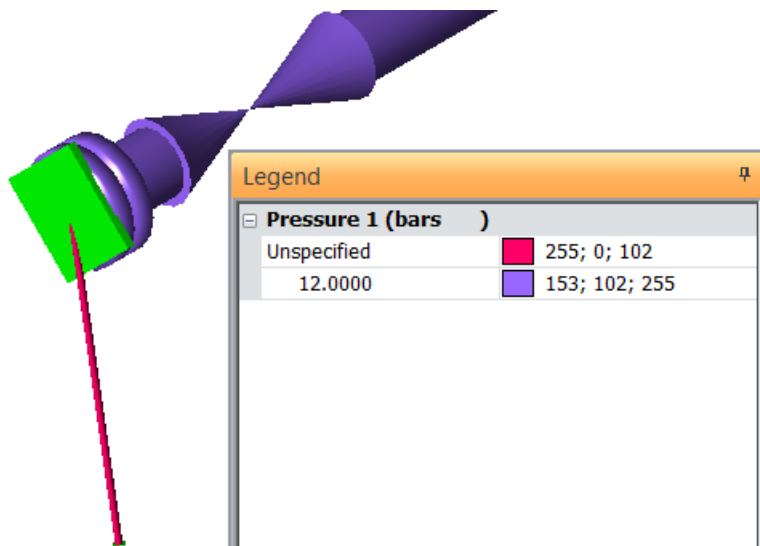 Legend
Pressure 1 (bars )
Unspecified 255; 0; 102
12.0000 153; 102; 255